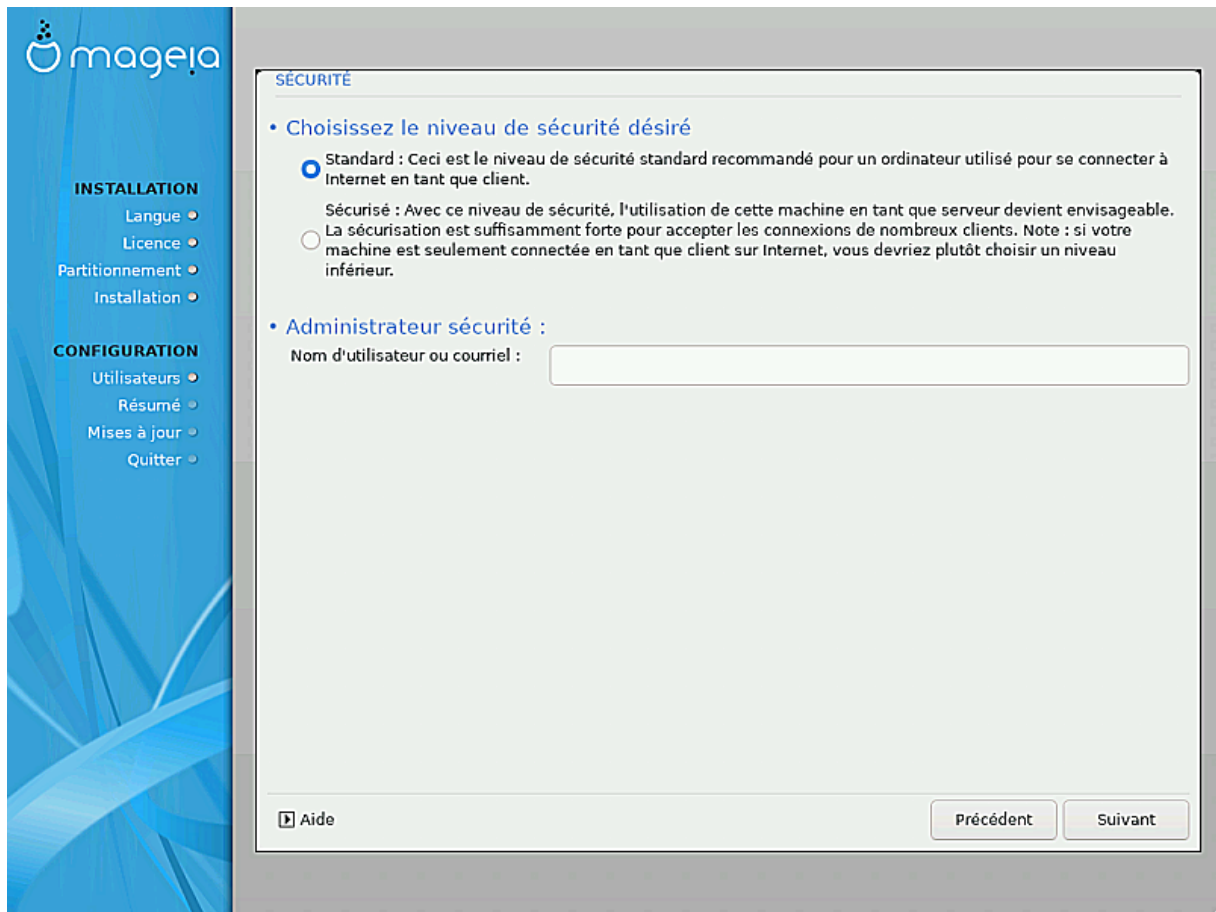 mageia
INSTALLATION
Langue
Licence
Partitionnement
Installation
CONFIGURATION
Utilisateurs
Résumé
Mises à jour
Quitter
SÉCURITÉ
• Choisissez le niveau de sécurité désiré
Standard : Ceci est le niveau de sécurité standard recommandé pour un ordinateur utilisé pour se connecter à
Internet en tant que client.
Sécurisé : Avec ce niveau de sécurité, l'utilisation de cette machine en tant que serveur devient envisageable.
La sécurisation est suffisamment forte pour accepter les connexions de nombreux clients. Note : si votre
machine est seulement connectée en tant que client sur Internet, vous devriez plutôt choisir un niveau
inférieur.
• Administrateur sécurité :
Nom d'utilisateur ou courriel :
Aide
Précédent
Suivant